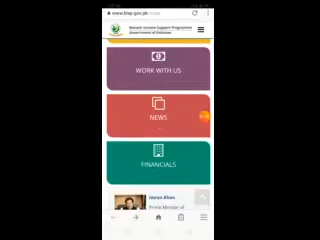 www.bisp.gov.pk
Benazir Income Support Programme
Government of Pakistan
WORK WITH US
NEWS
FINANCIALS
Imran Khan
Prime Minister of